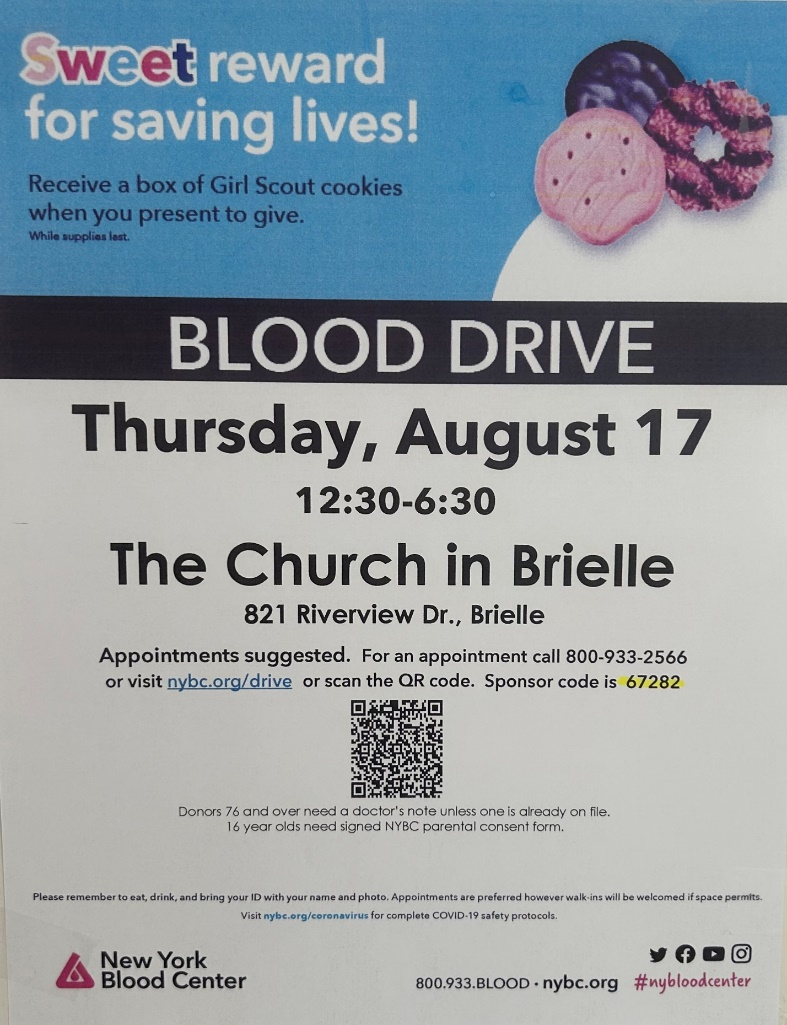 Sweet reward
for saving lives!
Receive a box of Girl Scout cookies
when you present to give.
While supplies last.
BLOOD DRIVE
Thursday, August 17
12:30-6:30
The Church in Brielle
821 Riverview Dr., Brielle
Appointments suggested. For an appointment call 800-933-2566
or visit nybc.org/drive or scan the QR code. Sponsor code is 67282
Donors 76 and over need a doctor's note unless one is already on file.
16 year olds need signed NYBC parental consent form.
Please remember to eat, drink, and bring your ID with your name and photo. Appointments are preferred however walk-ins will be welcomed if space permits.
Visit nybc.org/coronavirus for complete COVID-19 safety protocols.
New York
Blood Center
800.933.BLOOD • nybc.org #nybloodcenter